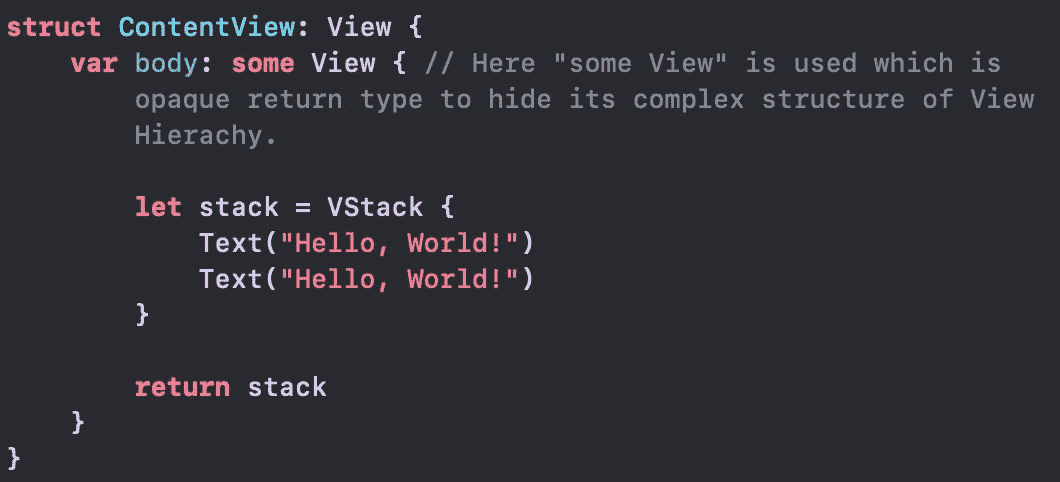 struct ContentView: View {
    var body: some View { // Here "some View" is used which is
        opaque return type to hide its complex structure of View
        Hierachy.

        let stack = VStack {
            Text("Hello, World!")
            Text("Hello, World!")
        }

        return stack
    }
}